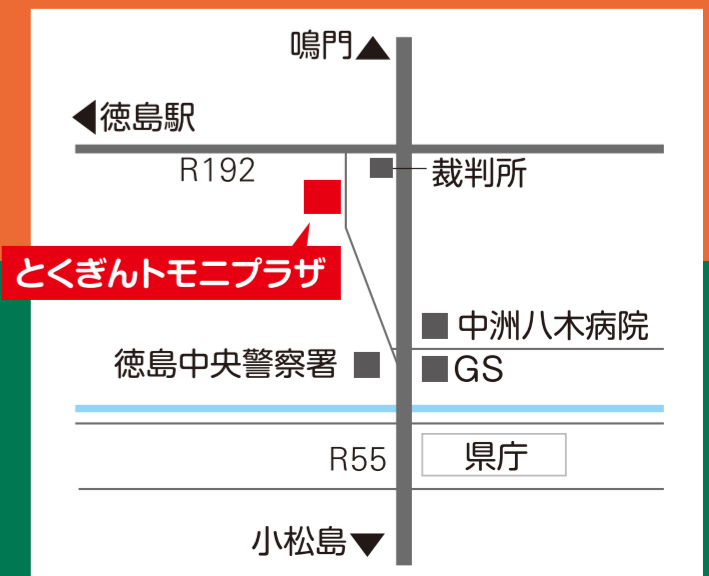 鳴門▲
◀徳島駅
R192
裁判所
とくぎんトモニプラザ
中洲八木病院
徳島中央警察署
GS
R55
県庁
小松島▼